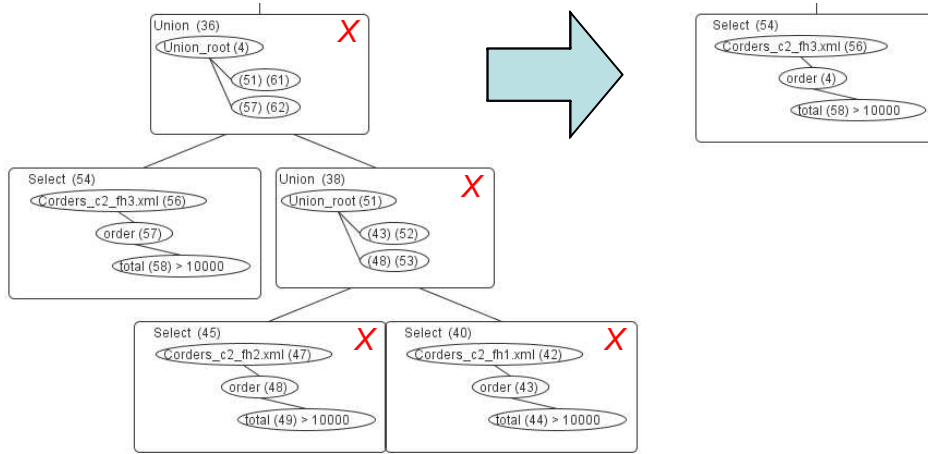 Union (36)
X
Union_root (4)
(51) (61)
(57) (62)
Select (54)
Corders_c2_fh3.xml (56)
order (4)
total (58) > 10000
Select (54)
Corders_c2_fh3.xml (56)
order (57)
total (58) > 10000
Union (38)
X
Union_root (51)
(43) (52)
(48) (53)
Select (45)
X
Corders_c2_fh2.xml (47)
order (48)
total (49) > 10000
Select (40)
X
Corders_c2_fh1.xml (42)
order (43)
total (44) > 10000